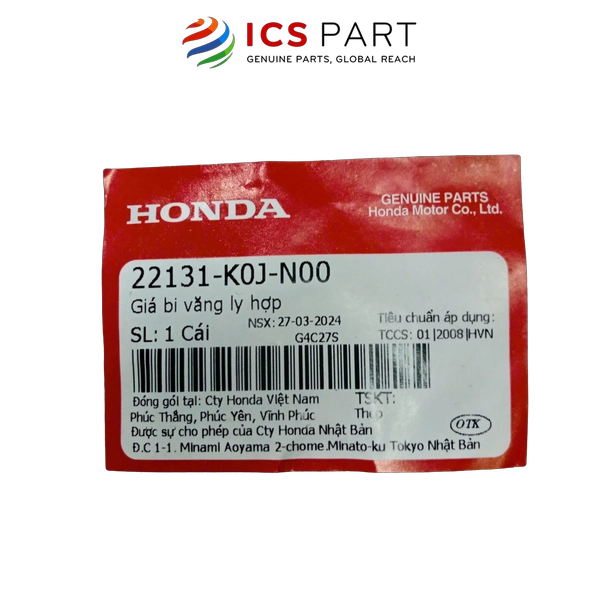 ICS PART
GENUINE PARTS, GLOBAL REACH
HONDA
GENUINE PARTS
Honda Motor Co., Ltd.
22131-K0J-N00
Giá bi văng ly hợp
NSX: 27-03-2024
Tiêu chuẩn áp dụng:
SL: 1 Cái
G4C27S
TCCS: 01|2008|HVN
Đóng gói tại: Cty Honda Việt Nam
TSKT:
Phúc Thắng, Phúc Yên, Vĩnh Phúc
Theo
Được sự cho phép của Cty Honda Nhật Bản
OTK
Đ.C 1-1. Minami Aoyama 2-chome.Minato-ku Tokyo Nhật Bản